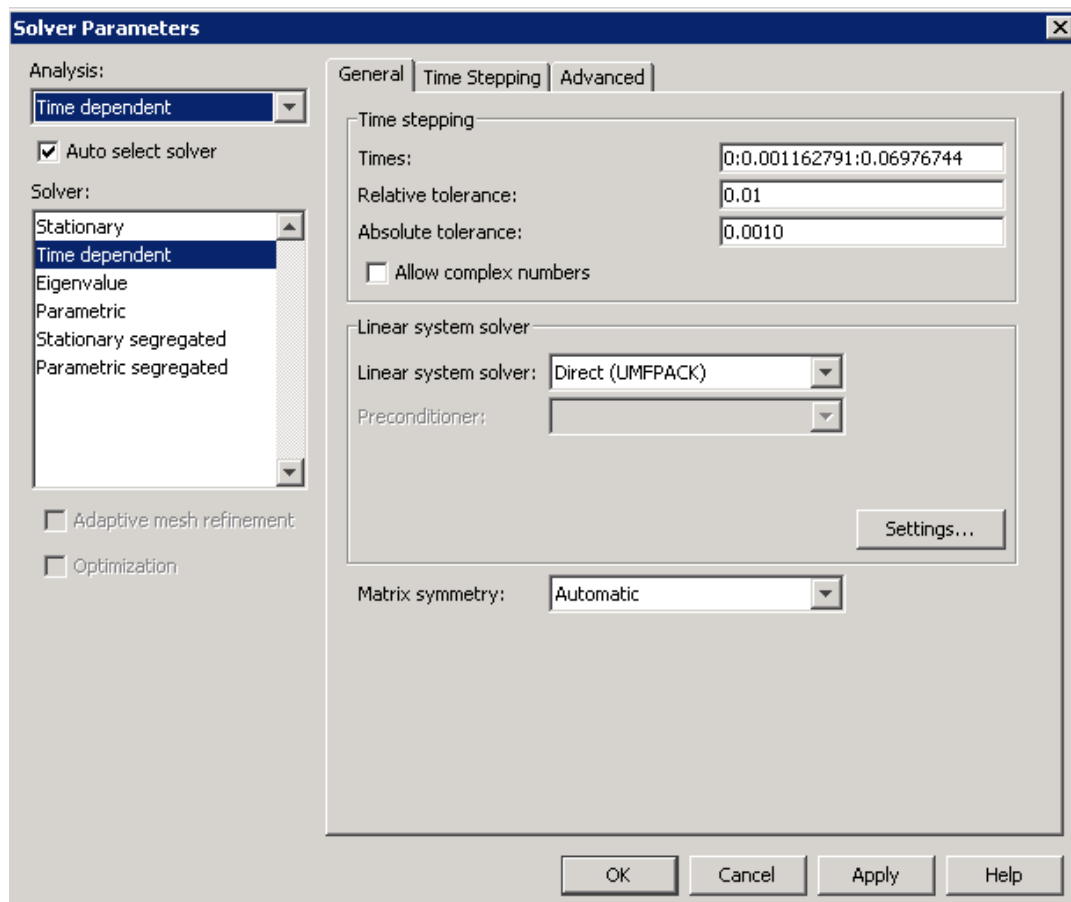 Solver Parameters
Analysis:
Time dependent
Auto select solver
Solver:
Stationary
Time dependent
Eigenvalue
Parametric
Stationary segregated
Parametric segregated
Adaptive mesh refinement
Optimization
General
Time Stepping
Advanced
Time stepping
Times:
0:0.001162791:0.06976744
Relative tolerance:
0.01
Absolute tolerance:
0.0010
Allow complex numbers
Linear system solver
Linear system solver:
Direct (UMFPACK)
Preconditioner:
Settings...
Matrix symmetry:
Automatic
OK
Cancel
Apply
Help